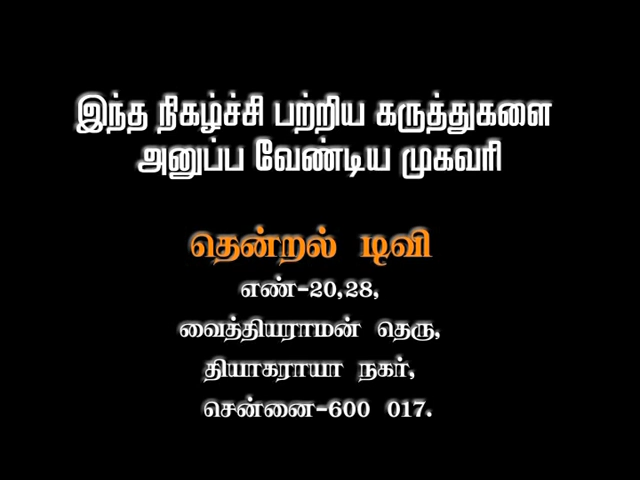 இந்த நிகழ்ச்சி பற்றிய கருத்துகளை
அனுப்ப வேண்டிய முகவரி
தென்றல் டிவி
எண்-20,28,
வைத்தியராமன் தெரு,
தியாகராயா நகர்,
சென்னை-600 017.